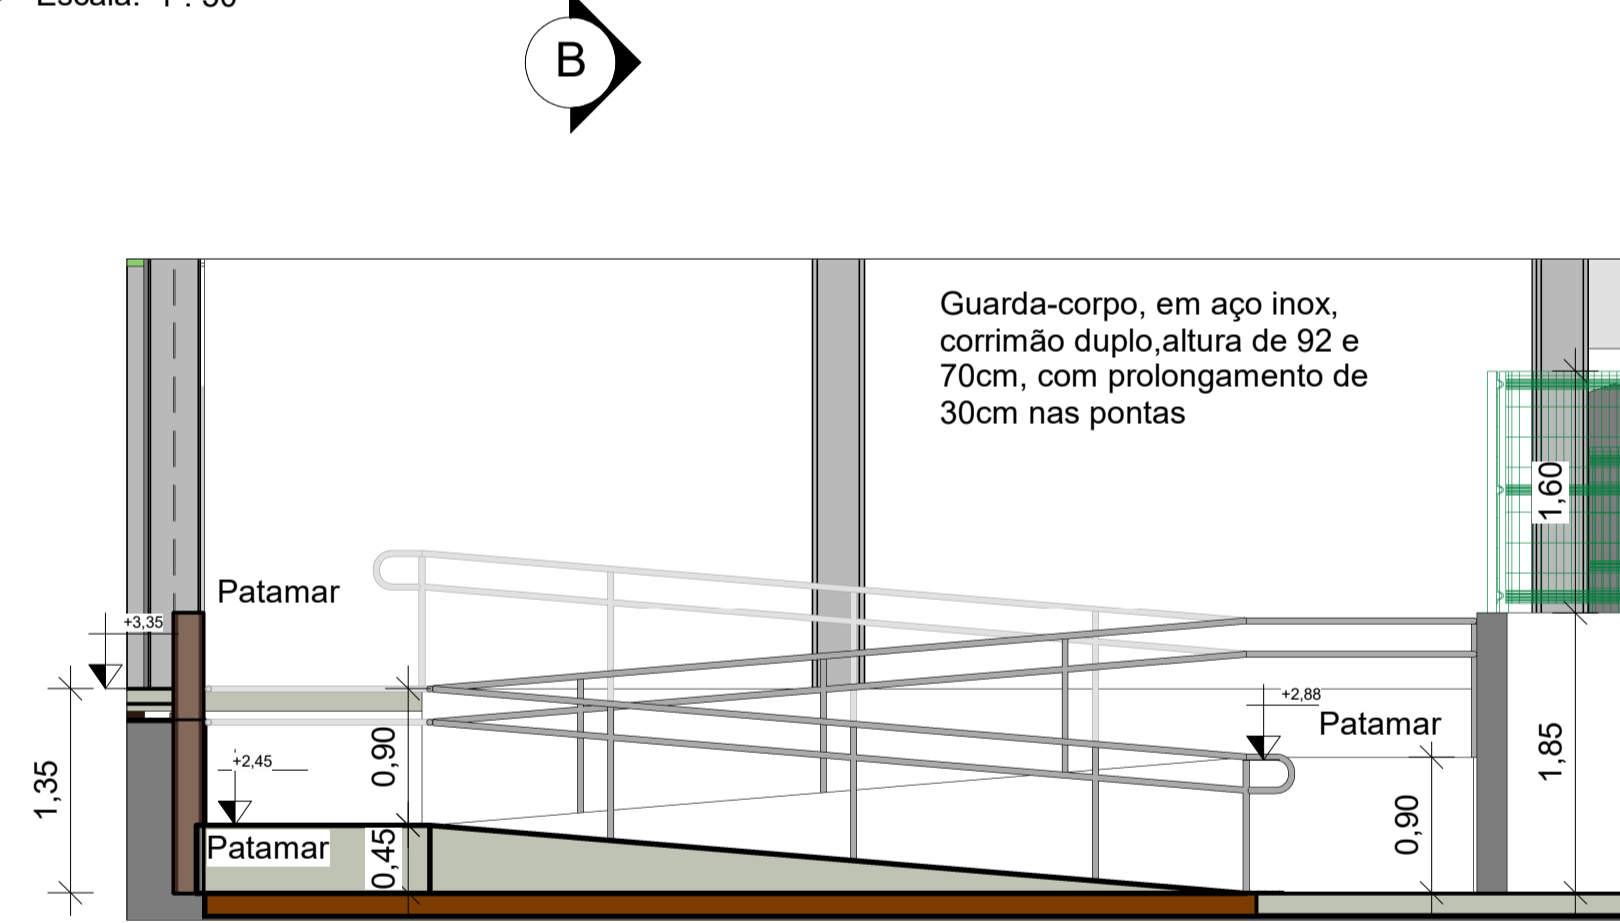 B
Guarda-corpo, em aço inox,
corrimão duplo,altura de 92 e
70cm, com prolongamento de
30cm nas pontas
1,60
Patamar
+3,35
+2,88
Patamar
+2,45
0,90
1,35
1,85
0,90
Patamar
0,45